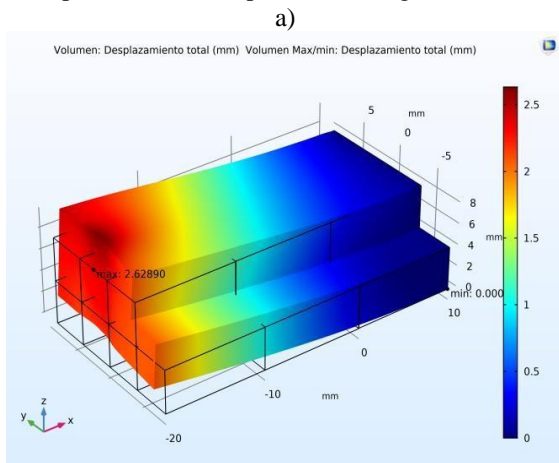 a)
Volumen: Desplazamiento total (mm) Volumen Max/min: Desplazamiento total (mm)
5
mm
0
-5
8
6
4
mm
2
0
max: 2.62890
min: 0.000
10
0
-10
mm
-20
z
y
x
2.5
2
1.5
1
0.5
0